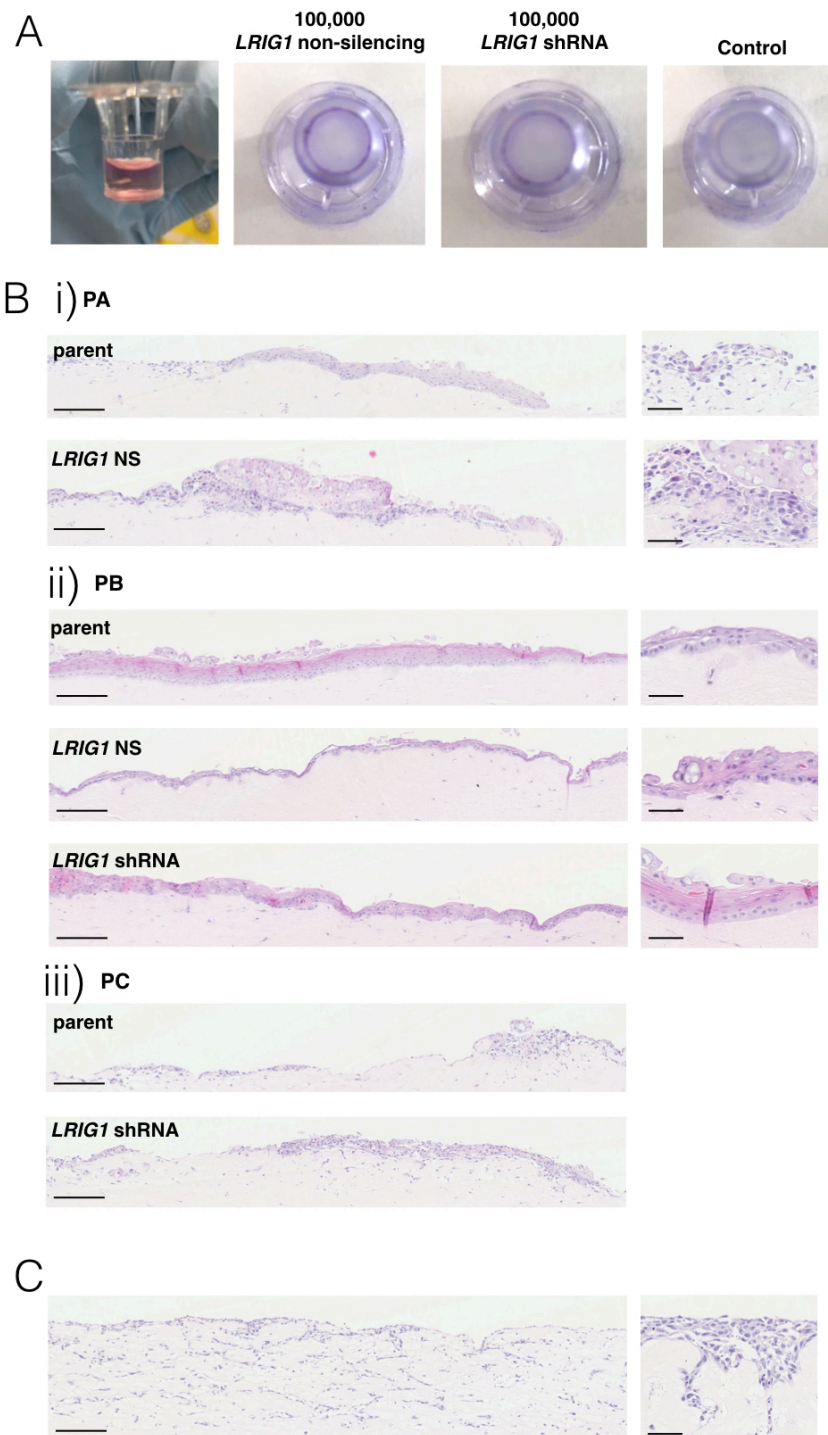 A
100,000
LRIG1 non-silencing
100,000
LRIG1 shRNA
Control
B
i) PA
parent
LRIG1 NS
ii) PB
parent
LRIG1 NS
LRIG1 shRNA
iii) PC
parent
LRIG1 shRNA
C